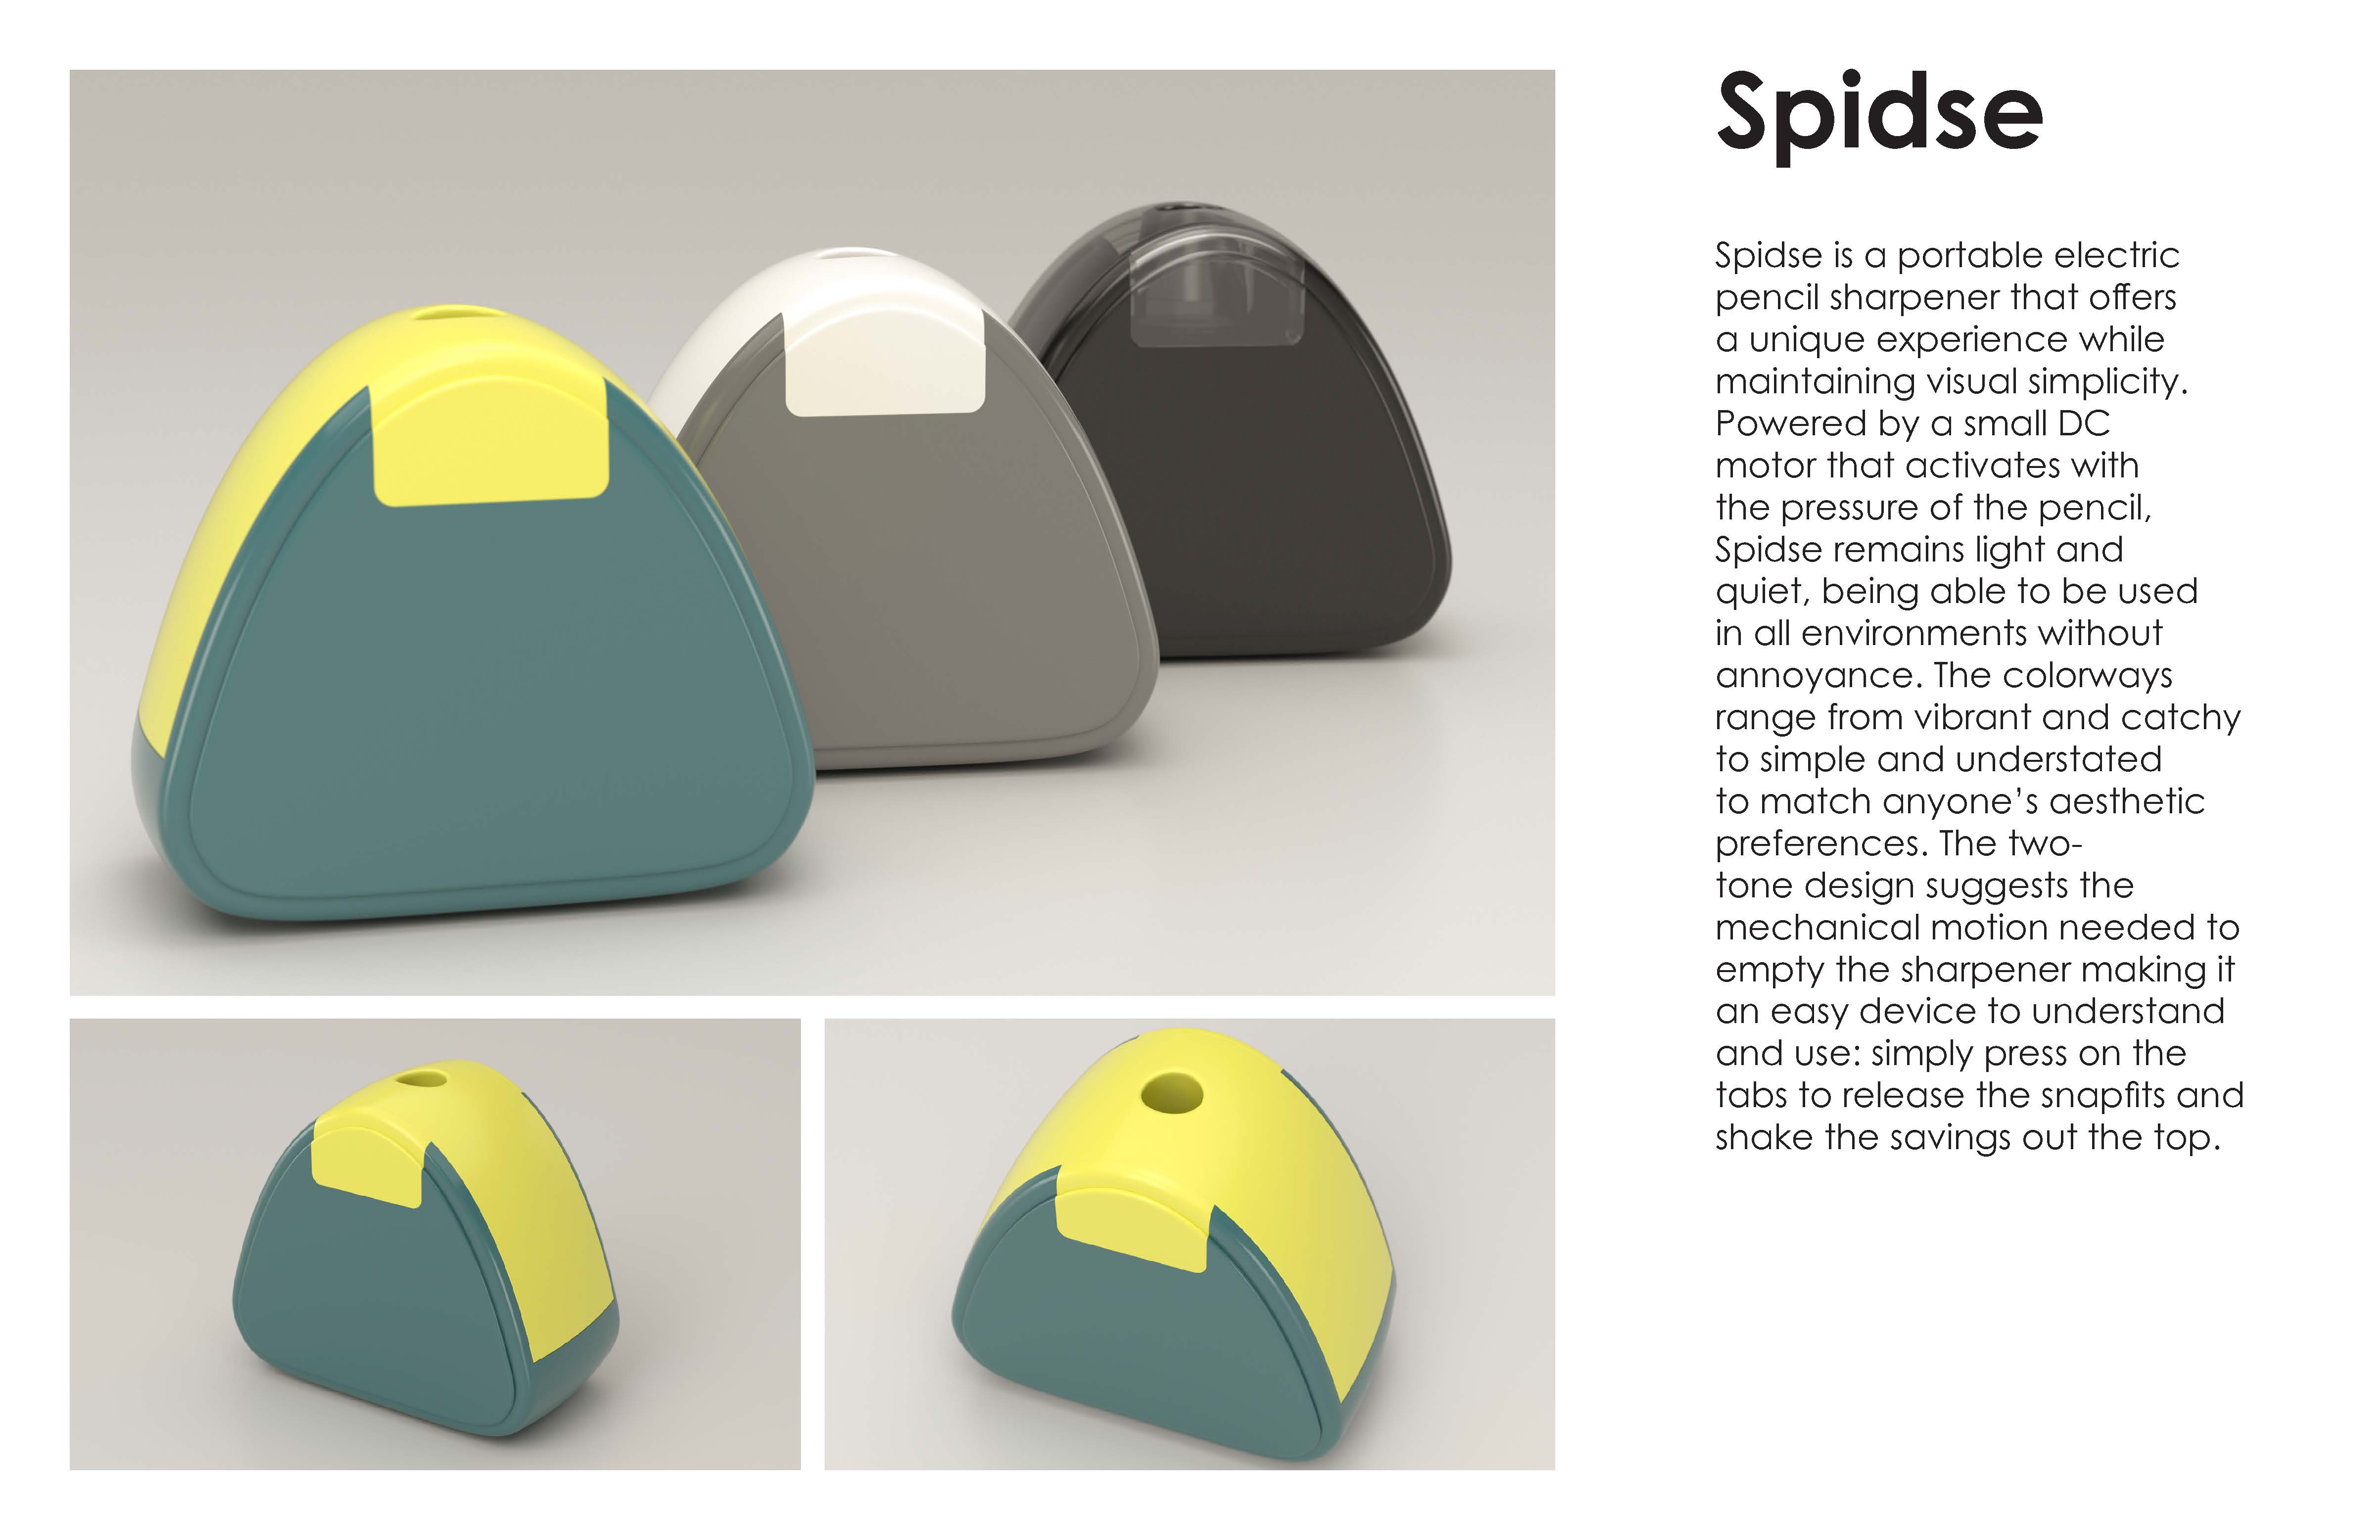 Spidse
Spidse is a portable electric
pencil sharpener that offers
a unique experience while
maintaining visual simplicity.
Powered by a small DC
motor that activates with
the pressure of the pencil,
Spidse remains light and
quiet, being able to be used
in all environments without
annoyance. The colorways
range from vibrant and catchy
to simple and understated
to match anyone’s aesthetic
preferences. The two-
tone design suggests the
mechanical motion needed to
empty the sharpener making it
an easy device to understand
and use: simply press on the
tabs to release the snapfits and
shake the savings out the top.